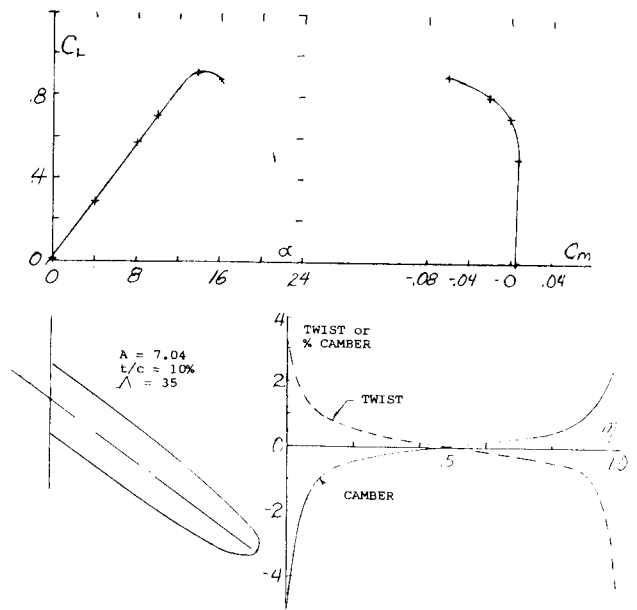 C_L
.8
.4
0
0 8 16 α 24
-.08 -.04 -0 .04
C_m
A = 7.04
t/c = 10%
Λ = 35
4
2
0
-2
-4
TWIST or
% CAMBER
TWIST
.5 η 1.0
CAMBER